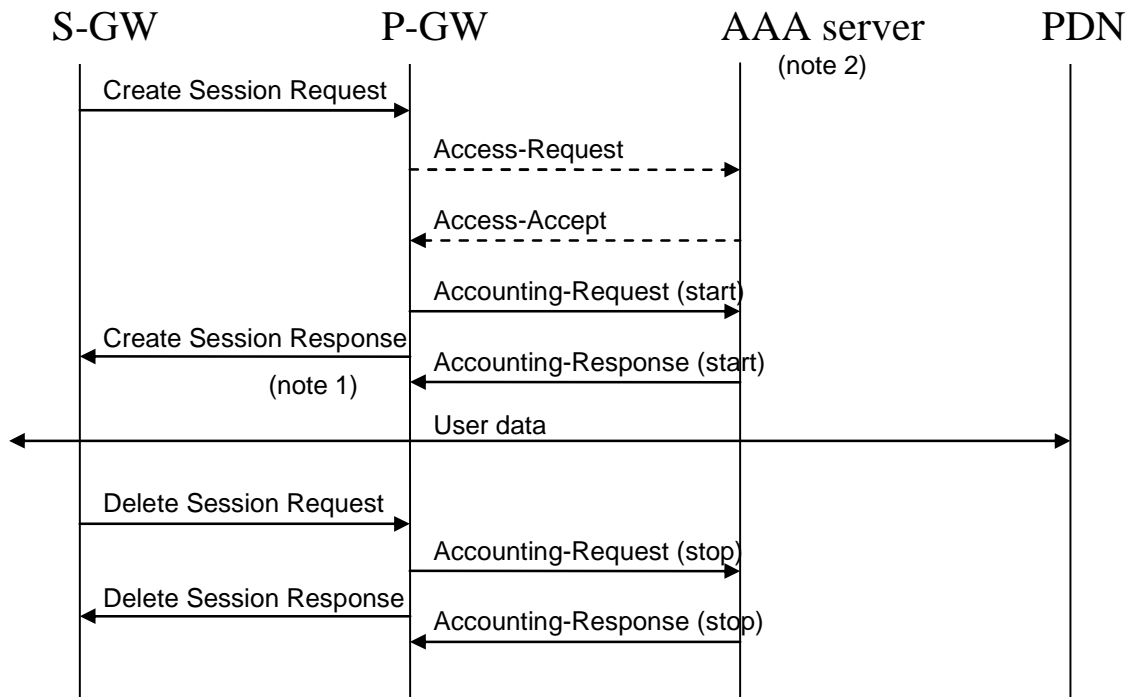 S-GW P-GW AAA server PDN
(note 2)
Create Session Request
Access-Request
Access-Accept
Accounting-Request (start)
Create Session Response
Accounting-Response (start)
(note 1)
User data
Delete Session Request
Accounting-Request (stop)
Delete Session Response
Accounting-Response (stop)